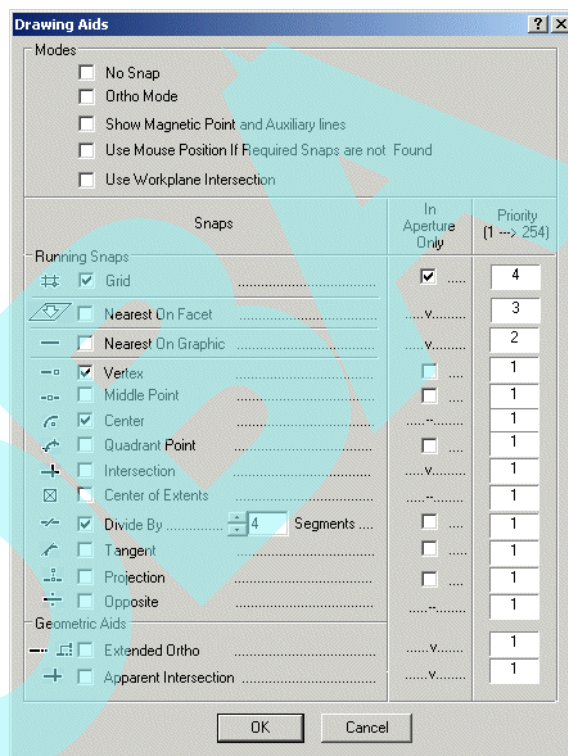 Drawing Aids
Modes
No Snap
Ortho Mode
Show Magnetic Point and Auxiliary lines
Use Mouse Position If Required Snaps are not Found
Use Workplane Intersection
Snaps
In Aperture Only
Priority (1 ---> 254)
Running Snaps
Grid .................................... ..... 4
Nearest On Facet ......................... .....v........ 3
Nearest On Graphic ....................... .....v........ 2
Vertex .................................... .... 1
Middle Point .............................. .... 1
Center .................................... .....--........ 1
Quadrant Point ............................ .... 1
Intersection .............................. .....v........ 1
Center of Extents ......................... .....--........ 1
Divide By .............. 4 Segments .... .... 1
Tangent ................................... ..... 1
Projection ................................ .... 1
Opposite .................................. .....--........ 1
Geometric Aids
Extended Ortho ............................ ......v....... 1
Apparent Intersection ..................... ......v....... 1
OK Cancel